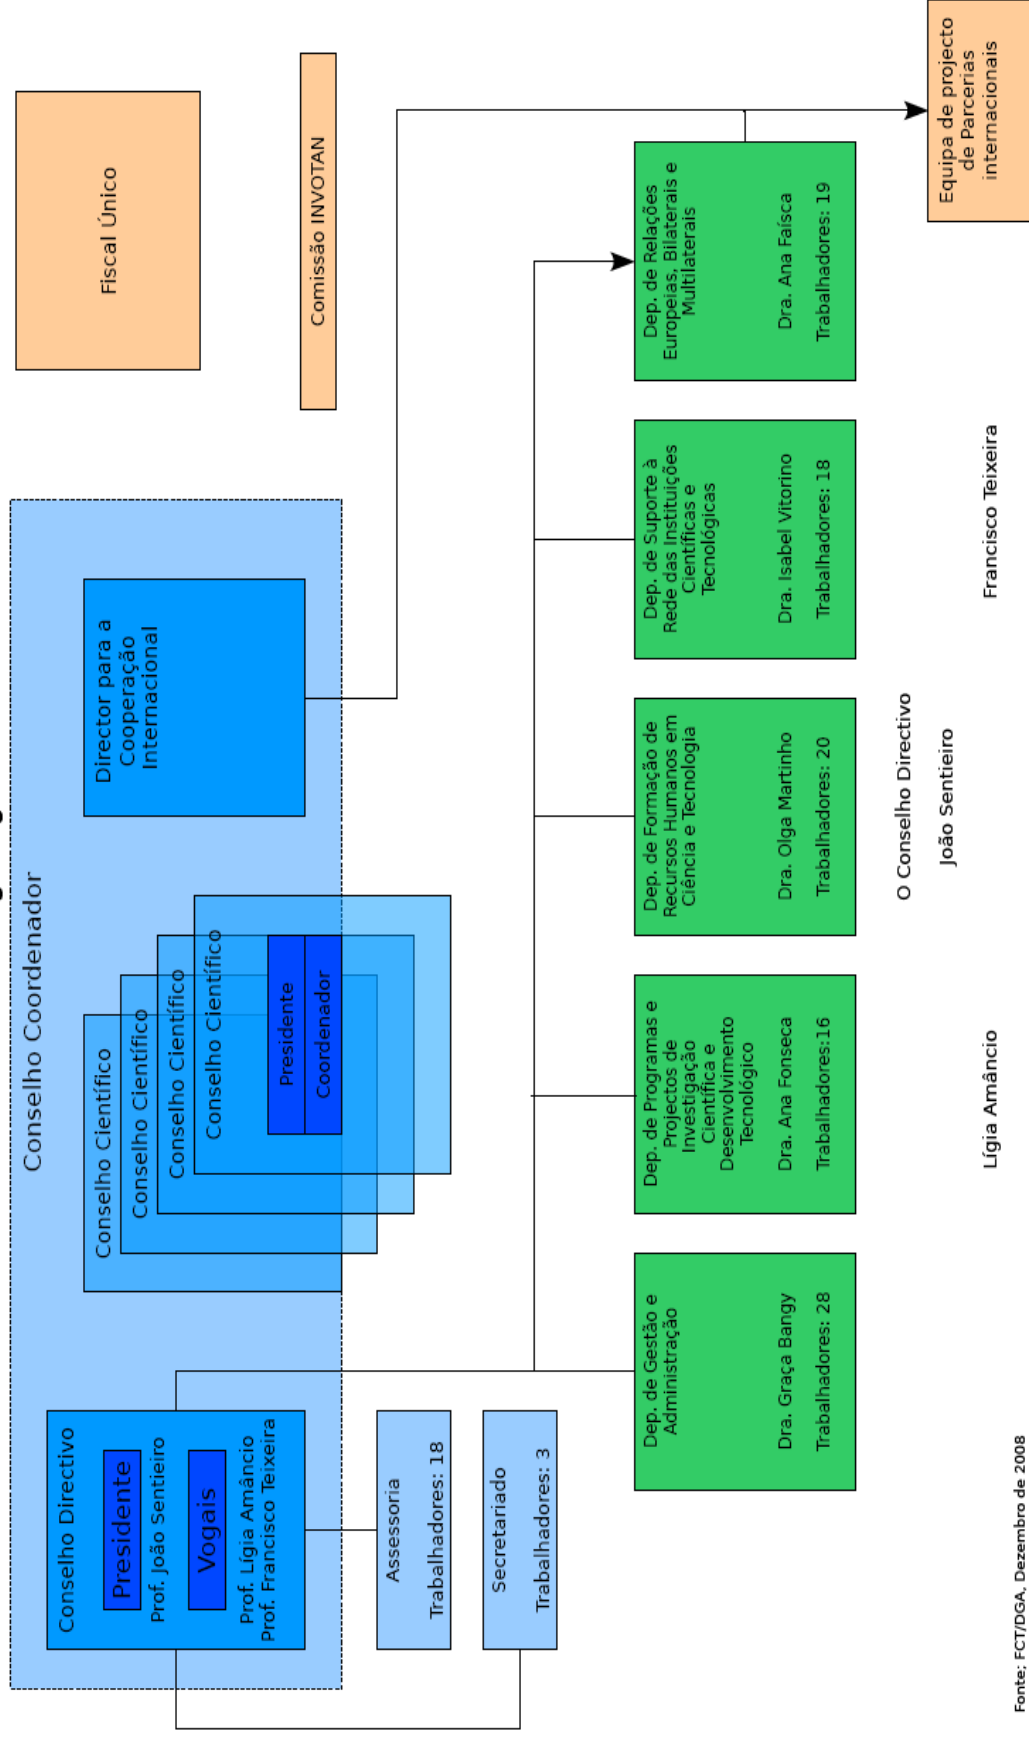 Conselho Coordenador
Conselho Directivo
Presidente
Prof. João Sentieiro
Vogais
Prof. Lígia Amâncio
Prof. Francisco Teixeira
Conselho Científico
Conselho Científico
Conselho Científico
Conselho Científico
Presidente
Coordenador
Director para a
Cooperação
Internacional
Fiscal Único
Comissão INVOTAN
Assessoria
Trabalhadores: 18
Secretariado
Trabalhadores: 3
Dep. de Gestão e
Administração
Dra. Graça Bangy
Trabalhadores: 28
Dep. de Programas e
Projectos de
Investigação
Científica e
Desenvolvimento
Tecnológico
Dra. Ana Fonseca
Trabalhadores:16
Dep. de Formação de
Recursos Humanos em
Ciência e Tecnologia
Dra. Olga Martinho
Trabalhadores: 20
Dep. de Suporte à
Rede das Instituições
Científicas e
Tecnológicas
Dra. Isabel Vitorino
Trabalhadores: 18
Dep. de Relações
Europeias, Bilaterais e
Multilaterais
Dra. Ana Faísca
Trabalhadores: 19
Equipa de projecto
de Parcerias
internacionais
O Conselho Directivo
João Sentieiro
Lígia Amâncio
Francisco Teixeira
Fonte; FCT/DGA, Dezembro de 2008